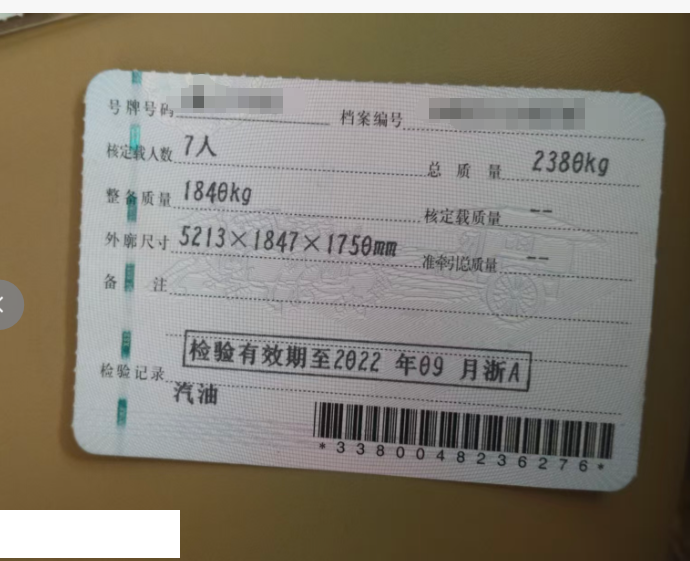 号牌号码
档案编号
核定载人数 7人
总质量 2380kg
整备质量 1840kg
核定载质量 --
外廓尺寸 5213×1847×1750mm
准牵引总质量 --
备注
检验有效期至2022 年09 月浙A
检验记录
汽油
*3380048236276*